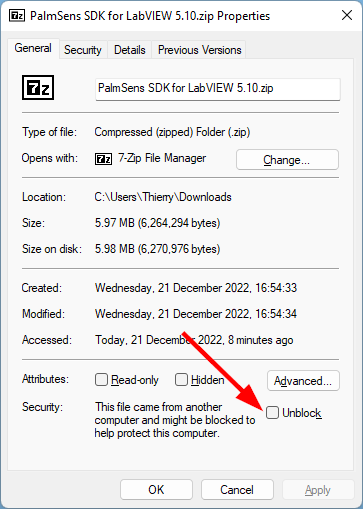 PalmSens SDK for LabVIEW 5.10.zip Properties
General Security Details Previous Versions
7z PalmSens SDK for LabVIEW 5.10.zip
Type of file: Compressed (zipped) Folder (.zip)
Opens with: 7z 7-Zip File Manager Change...
Location: C:\Users\Thierry\Downloads
Size: 5.97 MB (6,264,294 bytes)
Size on disk: 5.98 MB (6,270,976 bytes)
Created: Wednesday, 21 December 2022, 16:54:33
Modified: Wednesday, 21 December 2022, 16:54:34
Accessed: Today, 21 December 2022, 8 minutes ago
Attributes: Read-only Hidden Advanced...
Security: This file came from another
computer and might be blocked to
help protect this computer.
Unblock
OK Cancel Apply